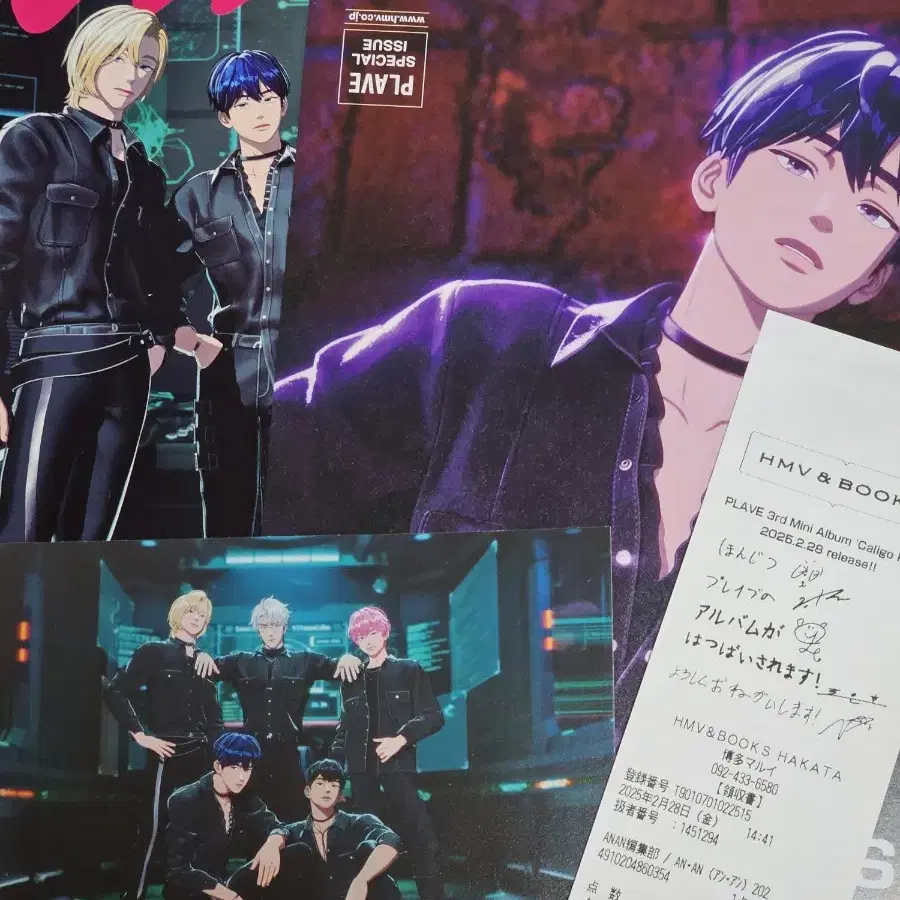 www.hmv.co.jp
PLAVE
SPECIAL
ISSUE
HMV & BOOK
PLAVE 3rd Mini Album 'Caligo
2025.2.28 release!!
ほんじつ
プレイブの
アルバムが
はつばいされます!
よろしくおねがいします!
HMV&BOOKS HAKATA
博多マルイ
092-433-6580
【領収書】
登録番号 T9010701022515
2025年2月28日(金) 14:41
扱者番号 :1451294
ANAN編集部 / AN・AN (アン・アン) 202
4910204860354
点 数
S